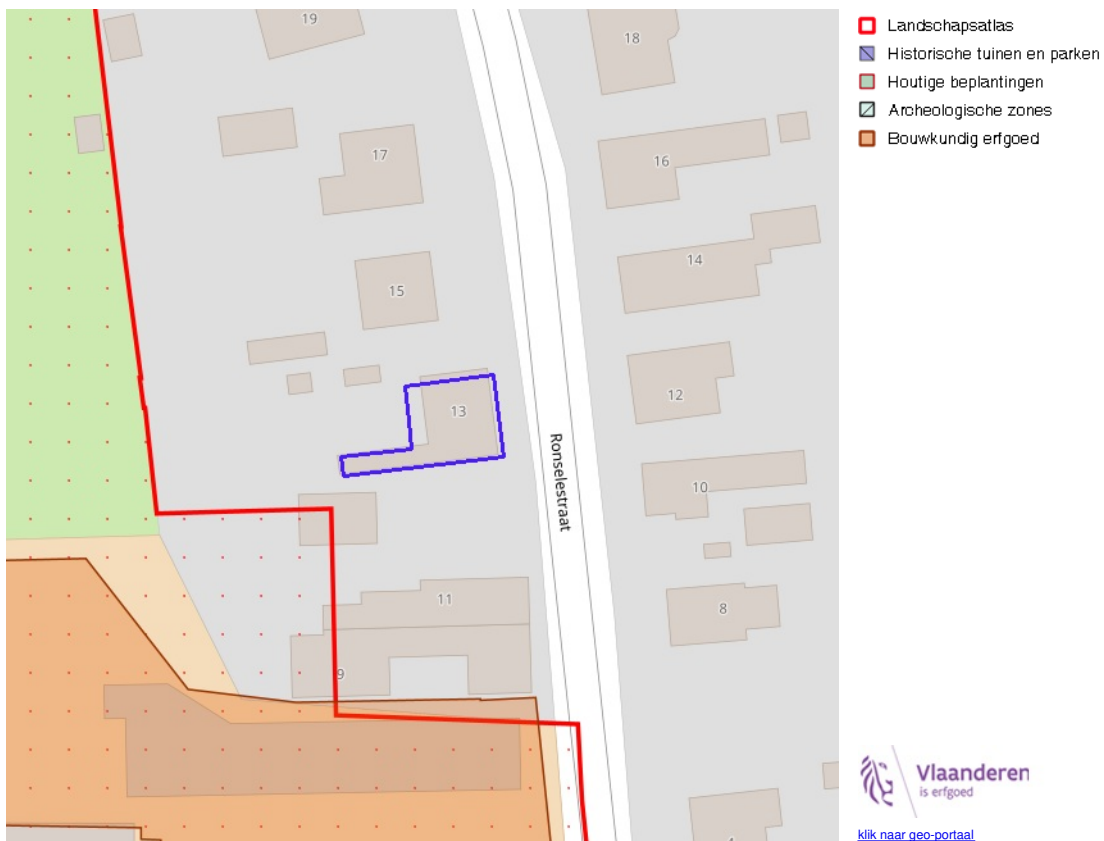 19
18
17
16
15
14
13
12
Ronselestraat
10
11
8
9
Landschapsatlas
Historische tuinen en parken
Houtige beplantingen
Archeologische zones
Bouwkundig erfgoed
Vlaanderen
is erfgoed
klik naar geo-portaal